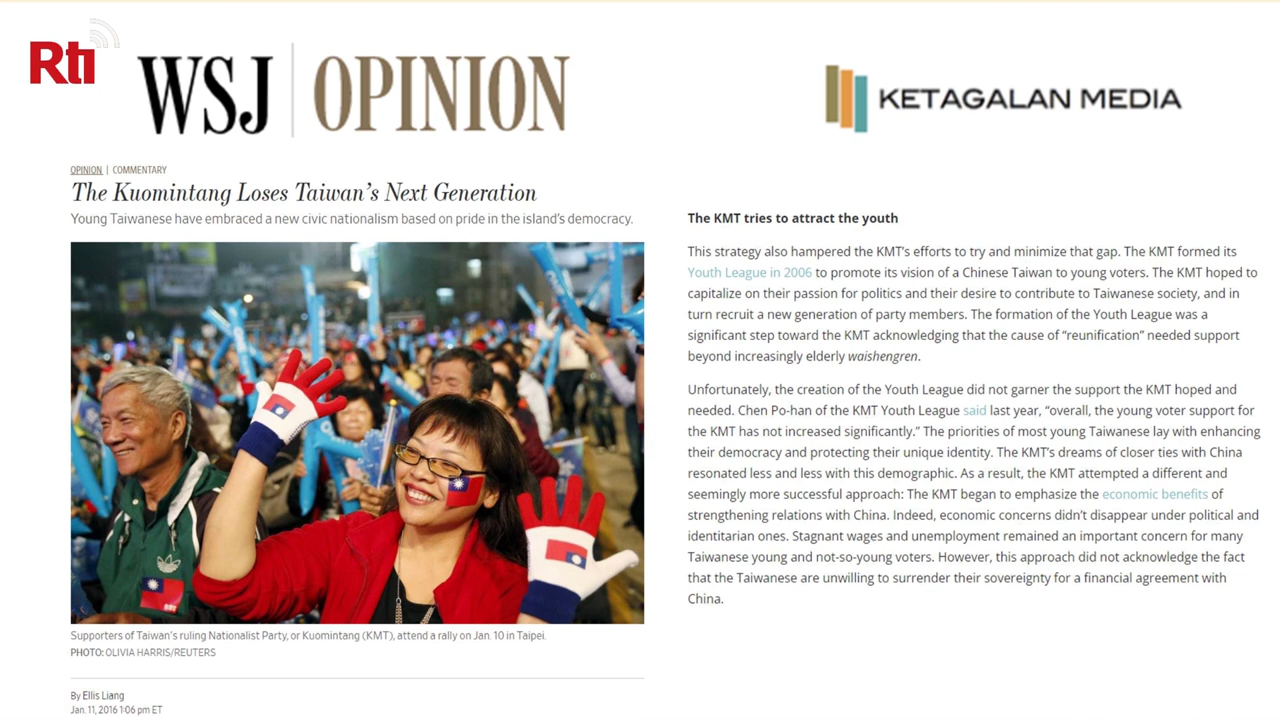 Rti
WSJ | OPINION
OPINION | COMMENTARY
The Kuomintang Loses Taiwan's Next Generation
Young Taiwanese have embraced a new civic nationalism based on pride in the island's democracy.
Supporters of Taiwan's ruling Nationalist Party, or Kuomintang (KMT), attend a rally on Jan. 10 in Taipei.
PHOTO: OLIVIA HARRIS/REUTERS
By Ellis Liang
Jan. 11, 2016 1:06 pm ET
KETAGALAN MEDIA
The KMT tries to attract the youth
This strategy also hampered the KMT's efforts to try and minimize that gap. The KMT formed its
Youth League in 2006 to promote its vision of a Chinese Taiwan to young voters. The KMT hoped to
capitalize on their passion for politics and their desire to contribute to Taiwanese society, and in
turn recruit a new generation of party members. The formation of the Youth League was a
significant step toward the KMT acknowledging that the cause of "reunification" needed support
beyond increasingly elderly waishengren.
Unfortunately, the creation of the Youth League did not garner the support the KMT hoped and
needed. Chen Po-han of the KMT Youth League said last year, "overall, the young voter support for
the KMT has not increased significantly." The priorities of most young Taiwanese lay with enhancing
their democracy and protecting their unique identity. The KMT's dreams of closer ties with China
resonated less and less with this demographic. As a result, the KMT attempted a different and
seemingly more successful approach: The KMT began to emphasize the economic benefits of
strengthening relations with China. Indeed, economic concerns didn't disappear under political and
identitarian ones. Stagnant wages and unemployment remained an important concern for many
Taiwanese young and not-so-young voters. However, this approach did not acknowledge the fact
that the Taiwanese are unwilling to surrender their sovereignty for a financial agreement with
China.